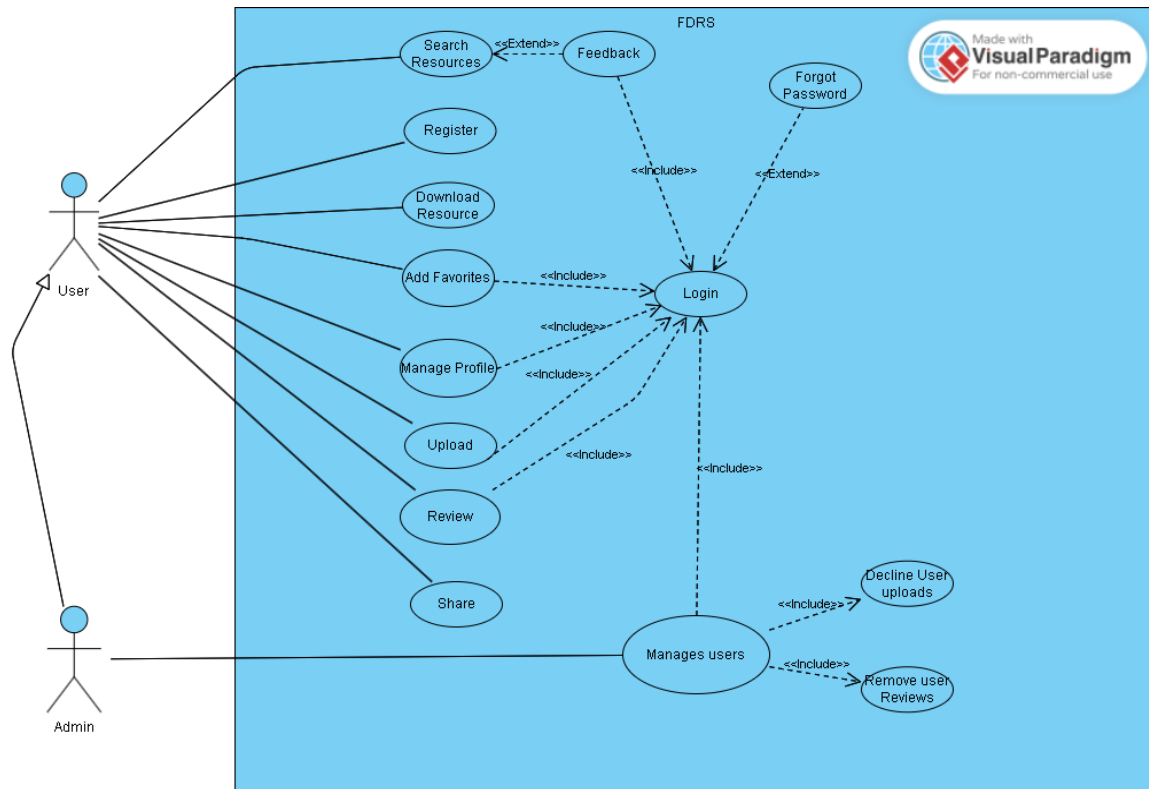 FDRS
Made with
Visual Paradigm
For non-commercial use
Search
Resources
<<Extend>>
Feedback
Forgot
Password
Register
<<Include>>
<<Extend>>
Download
Resource
User
Add Favorites
<<Include>>
Login
Manage Profile
<<Include>>
<<Include>>
Upload
<<Include>>
<<Include>>
Review
Decline User
uploads
<<Include>>
Share
Manages users
<<Include>>
Remove user
Reviews
Admin